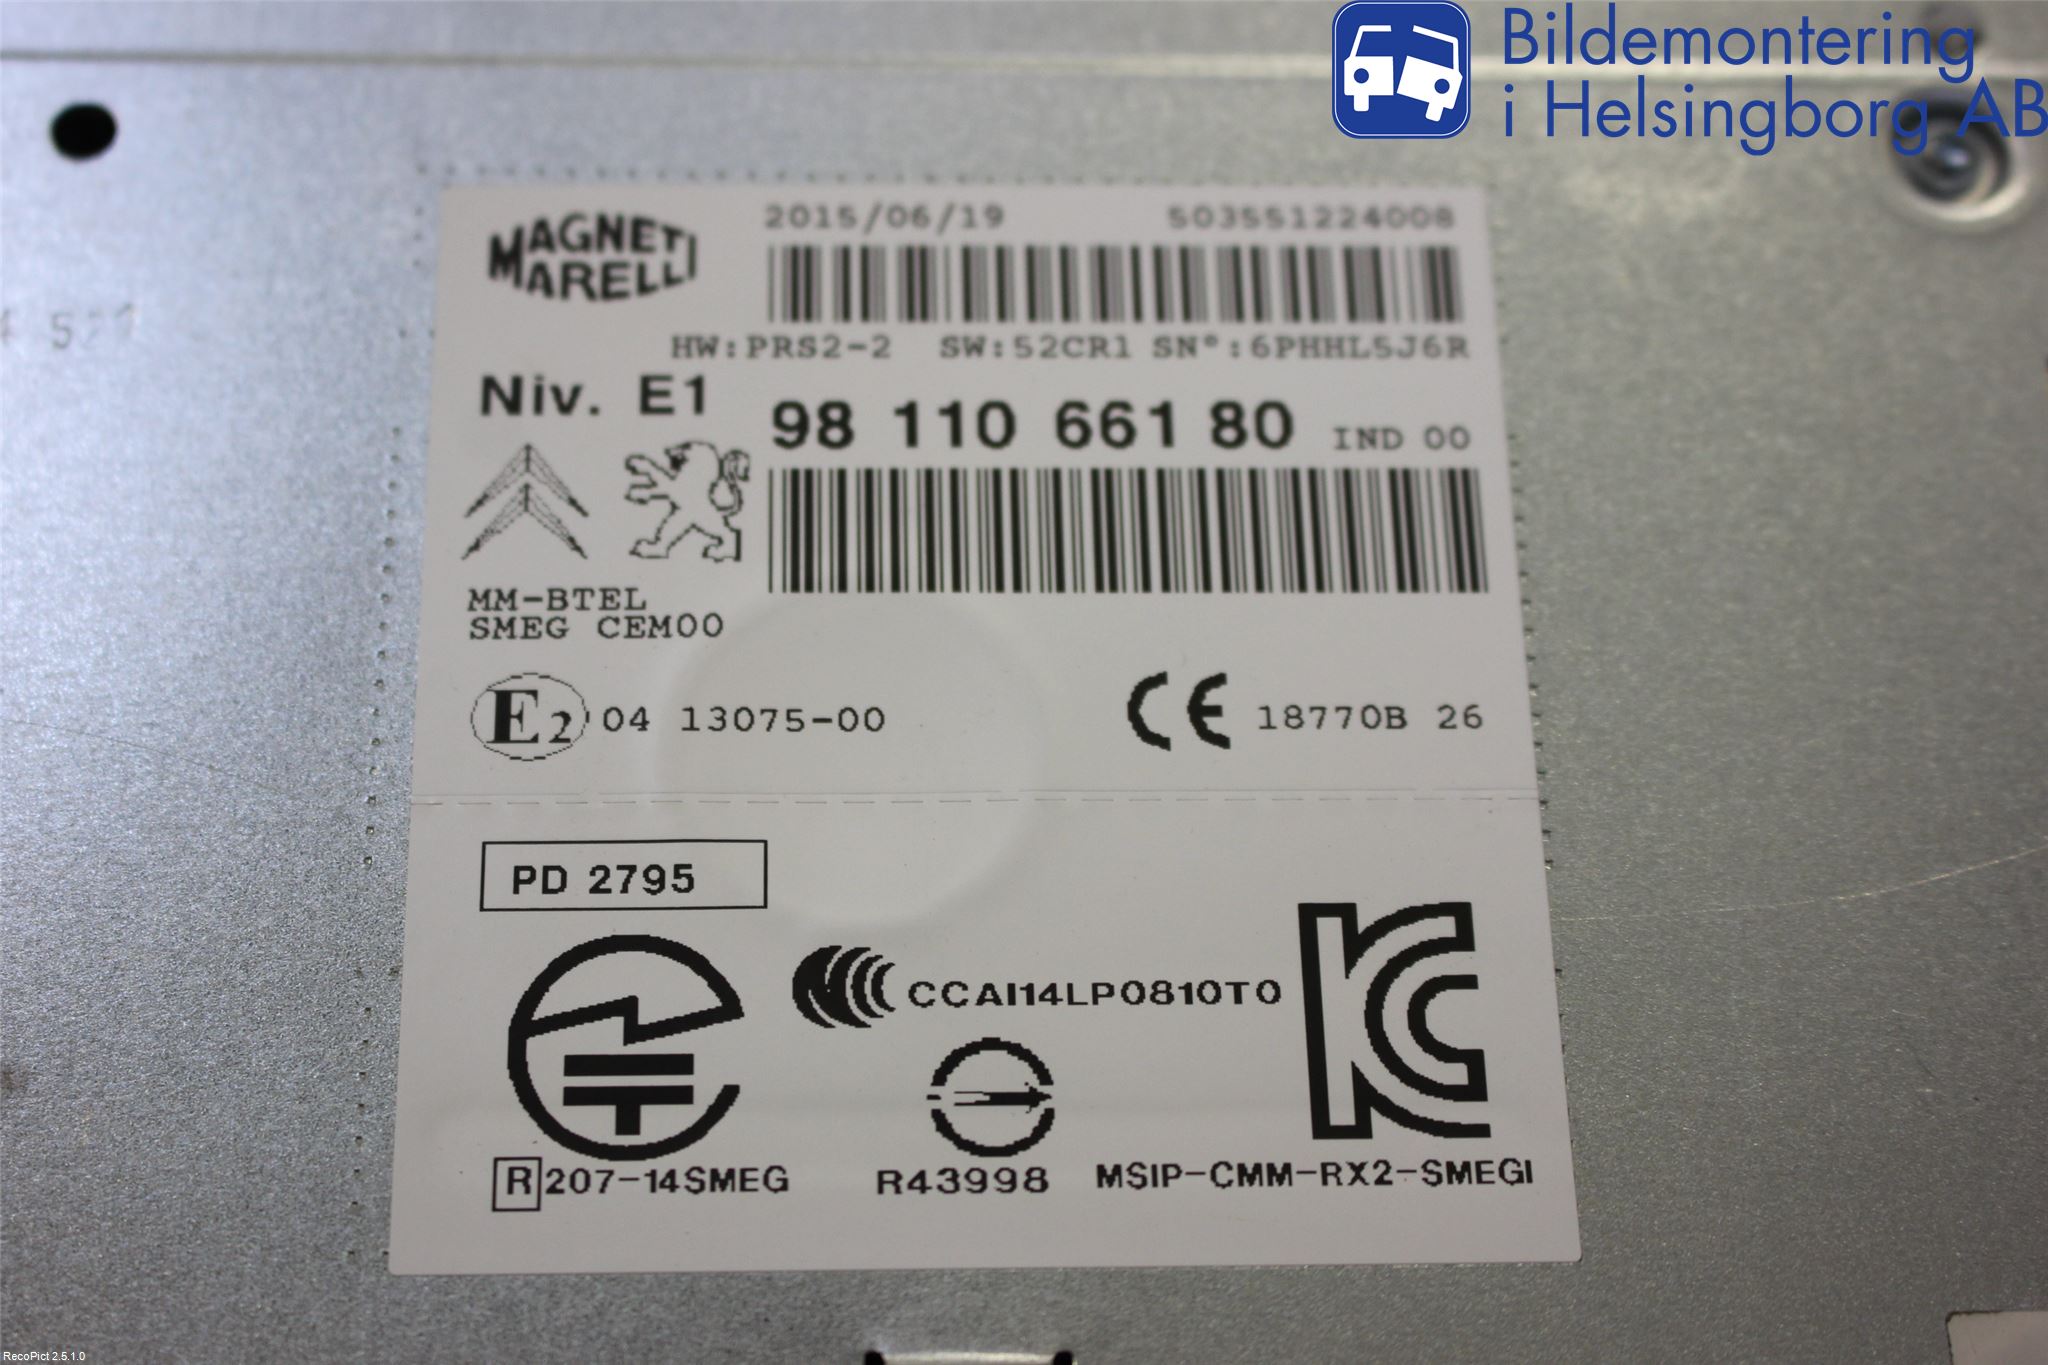 Bildemontering
i Helsingborg AB
MAGNETI
MARELLI
2015/06/19 503551224008
HW:PRS2-2 SW:52CR1 SN°:6PHHL5J6R
Niv. E1
98 110 661 80 IND 00
MM-BTEL
SMEG CEM00
E2 04 13075-00
CE 18770B 26
PD 2795
CCAI14LP0810T0
KC
R 207-14SMEG
R43998
MSIP-CMM-RX2-SMEGI
RecoPict 2.5.1.0